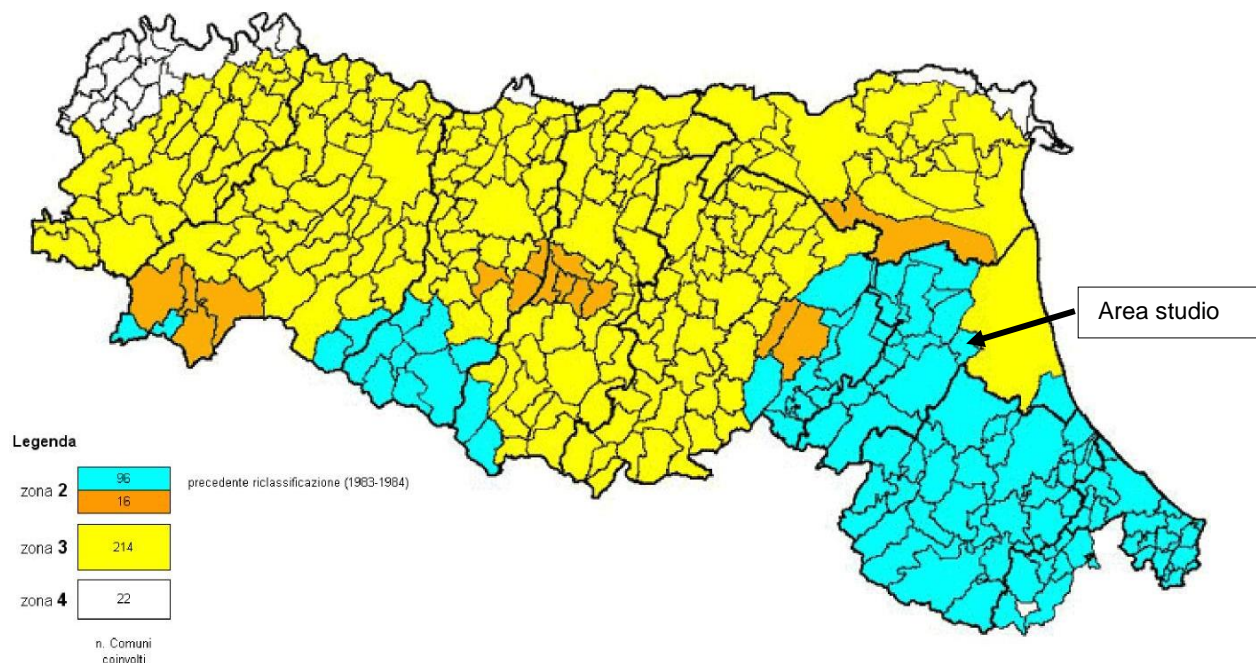 Area studio
Legenda
zona 2
96
16
precedente riclassificazione (1983-1984)
zona 3
214
zona 4
22
n. Comuni
coinvolti